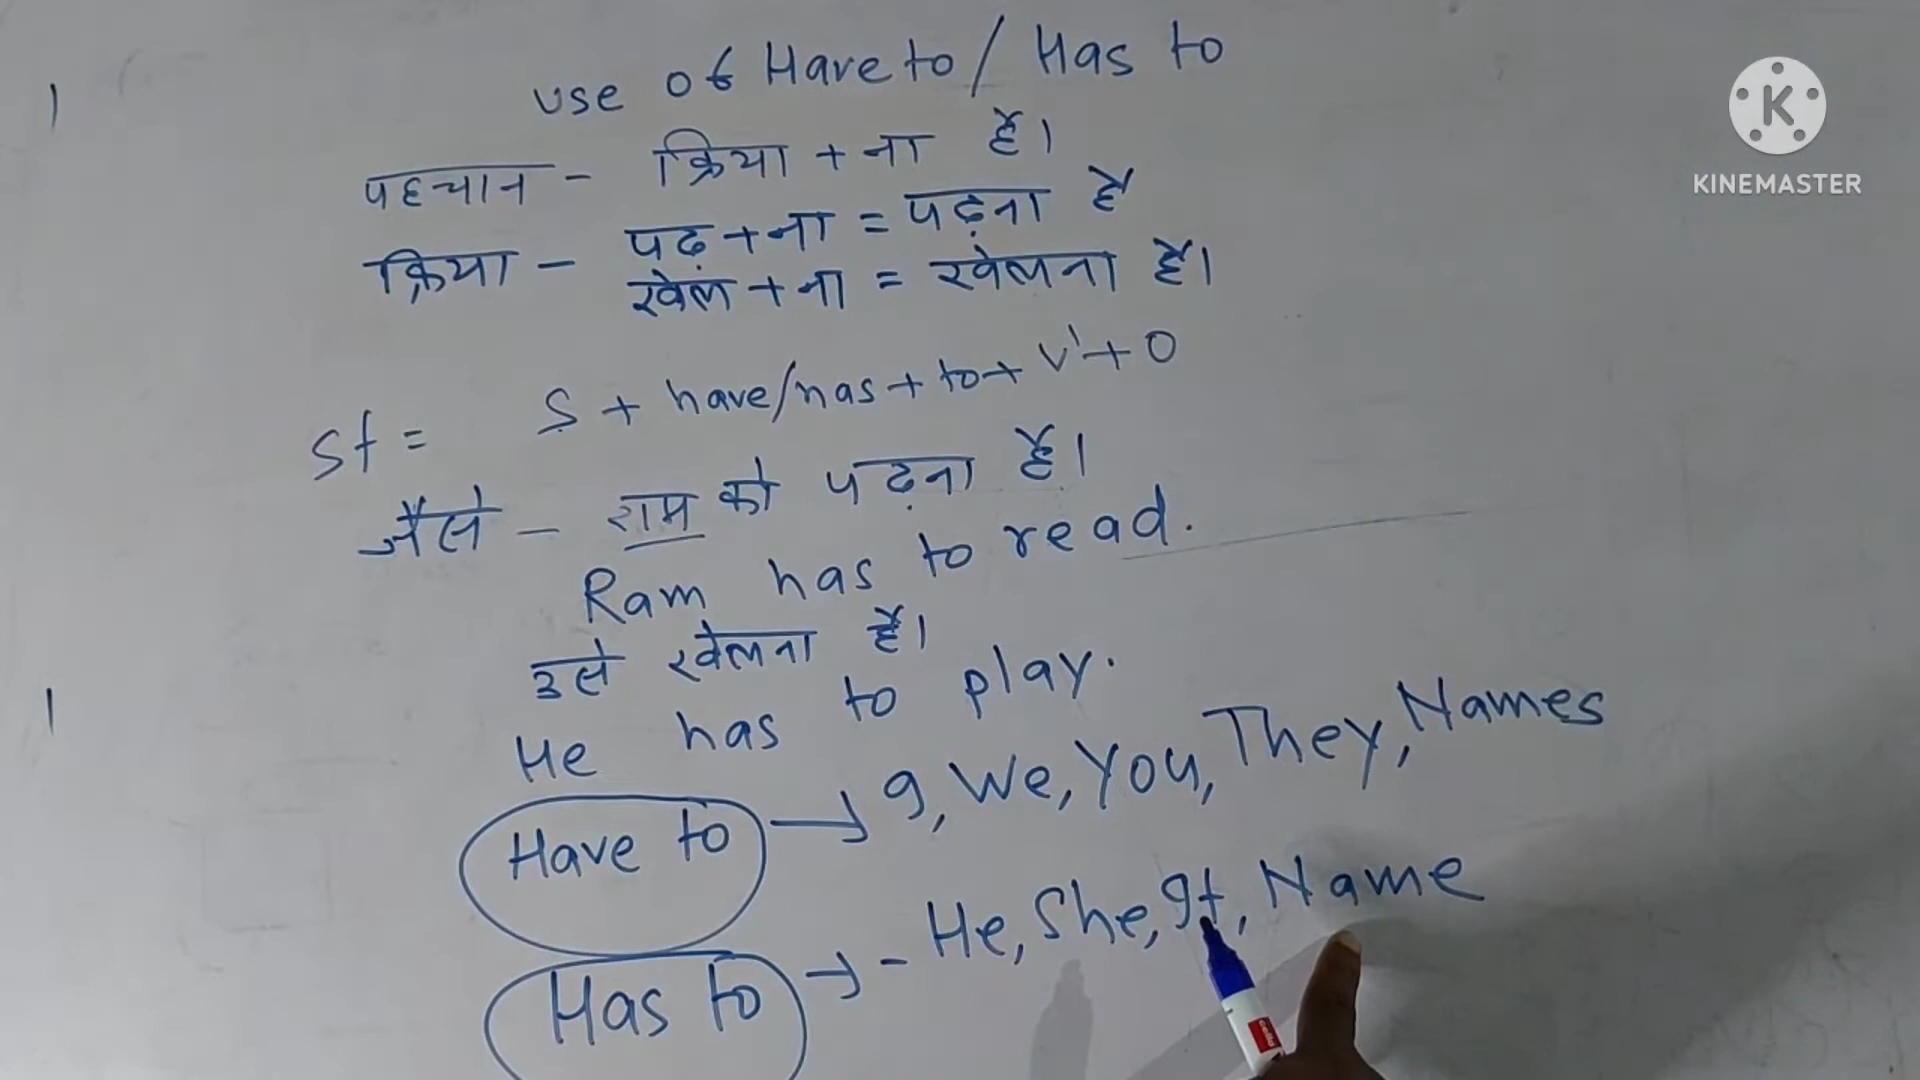 use of Have to / Has to
पहचान - क्रिया + ना है।
क्रिया - पढ़ + ना = पढ़ना है
खेल + ना = खेलना है।
St = S + have/has + to + V¹ + O
जैसे - राम को पढ़ना है।
Ram has to read.
उसे खेलना है।
He has to play.
Have to → I, We, You, They, Names
Has to → - He, She, It, Name
K
KINEMASTER
cello